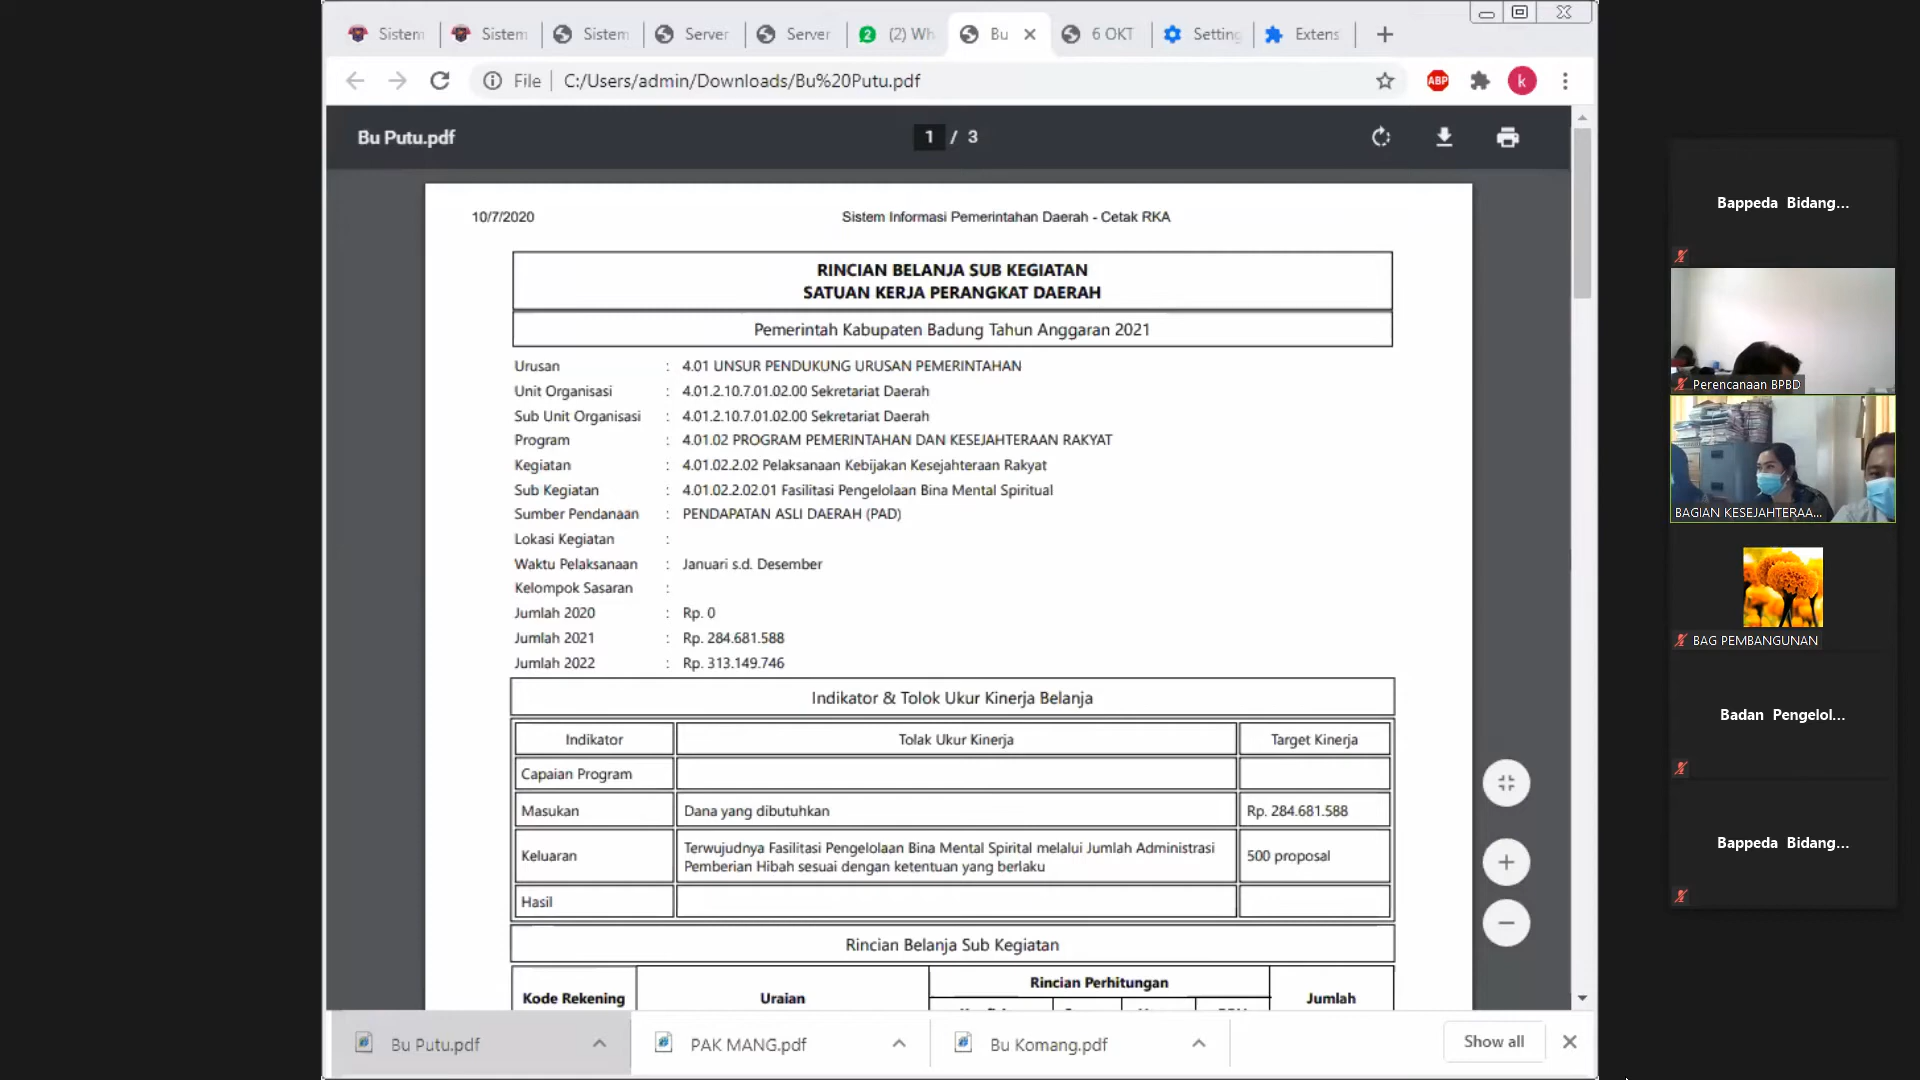 Sistem
Sistem
Sistem
Server
Server
(2) Wh
Bu
6 OKT
Setting
Extens
File
C:/Users/admin/Downloads/Bu%20Putu.pdf
ABP
k
Bu Putu.pdf
1 / 3
10/7/2020
Sistem Informasi Pemerintahan Daerah - Cetak RKA
RINCIAN BELANJA SUB KEGIATAN
SATUAN KERJA PERANGKAT DAERAH
Pemerintah Kabupaten Badung Tahun Anggaran 2021
Urusan : 4.01 UNSUR PENDUKUNG URUSAN PEMERINTAHAN
Unit Organisasi : 4.01.2.10.7.01.02.00 Sekretariat Daerah
Sub Unit Organisasi : 4.01.2.10.7.01.02.00 Sekretariat Daerah
Program : 4.01.02 PROGRAM PEMERINTAHAN DAN KESEJAHTERAAN RAKYAT
Kegiatan : 4.01.02.2.02 Pelaksanaan Kebijakan Kesejahteraan Rakyat
Sub Kegiatan : 4.01.02.2.02.01 Fasilitasi Pengelolaan Bina Mental Spiritual
Sumber Pendanaan : PENDAPATAN ASLI DAERAH (PAD)
Lokasi Kegiatan :
Waktu Pelaksanaan : Januari s.d. Desember
Kelompok Sasaran :
Jumlah 2020 : Rp. 0
Jumlah 2021 : Rp. 284.681.588
Jumlah 2022 : Rp. 313.149.746
Indikator & Tolok Ukur Kinerja Belanja
Indikator Tolak Ukur Kinerja Target Kinerja
Capaian Program
Masukan Dana yang dibutuhkan Rp. 284.681.588
Keluaran Terwujudnya Fasilitasi Pengelolaan Bina Mental Spirital melalui Jumlah Administrasi
Pemberian Hibah sesuai dengan ketentuan yang berlaku 500 proposal
Hasil
Rincian Belanja Sub Kegiatan
Kode Rekening Uraian Rincian Perhitungan Jumlah
Bu Putu.pdf
PAK MANG.pdf
Bu Komang.pdf
Show all
Bappeda Bidang...
Perencanaan BPBD
BAGIAN KESEJAHTERAA...
BAG PEMBANGUNAN
Badan Pengelol...
Bappeda Bidang...